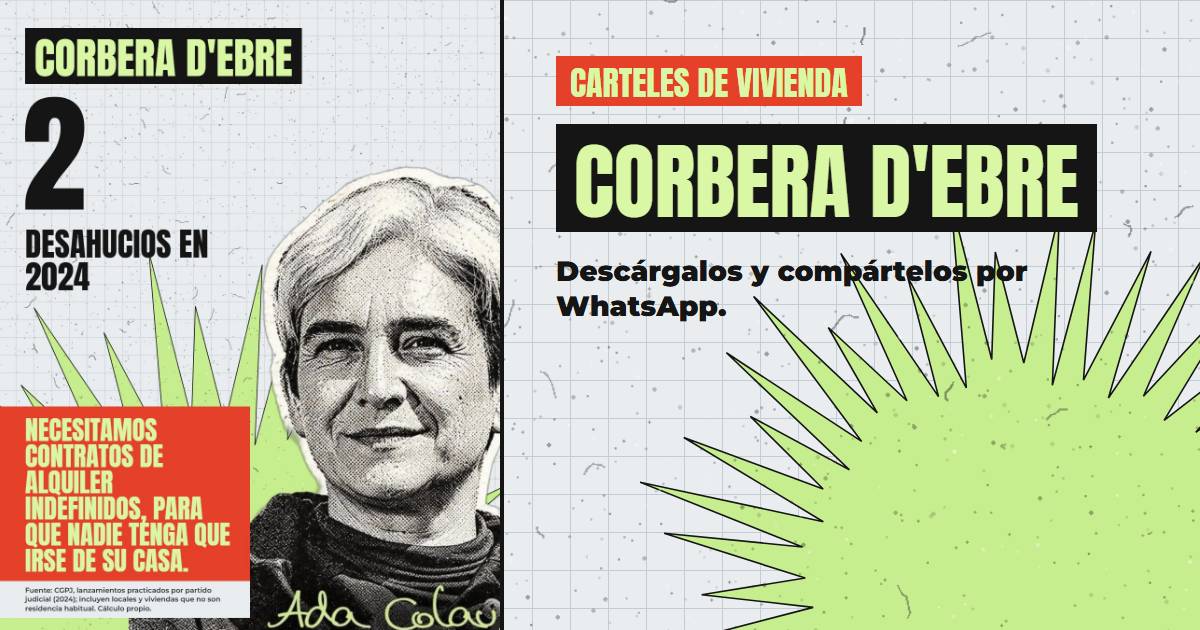 CORBERA D'EBRE
2
DESAHUCIOS EN
2024
NECESITAMOS
CONTRATOS DE
ALQUILER
INDEFINIDOS, PARA
QUE NADIE TENGA QUE
IRSE DE SU CASA.
Fuente: CGPJ, lanzamientos practicados por partido
judicial (2024); incluyen locales y viviendas que no son
residencia habitual. Cálculo propio.
Ada Colau
CARTELES DE VIVIENDA
CORBERA D'EBRE
Descárgalos y compártelos por
WhatsApp.